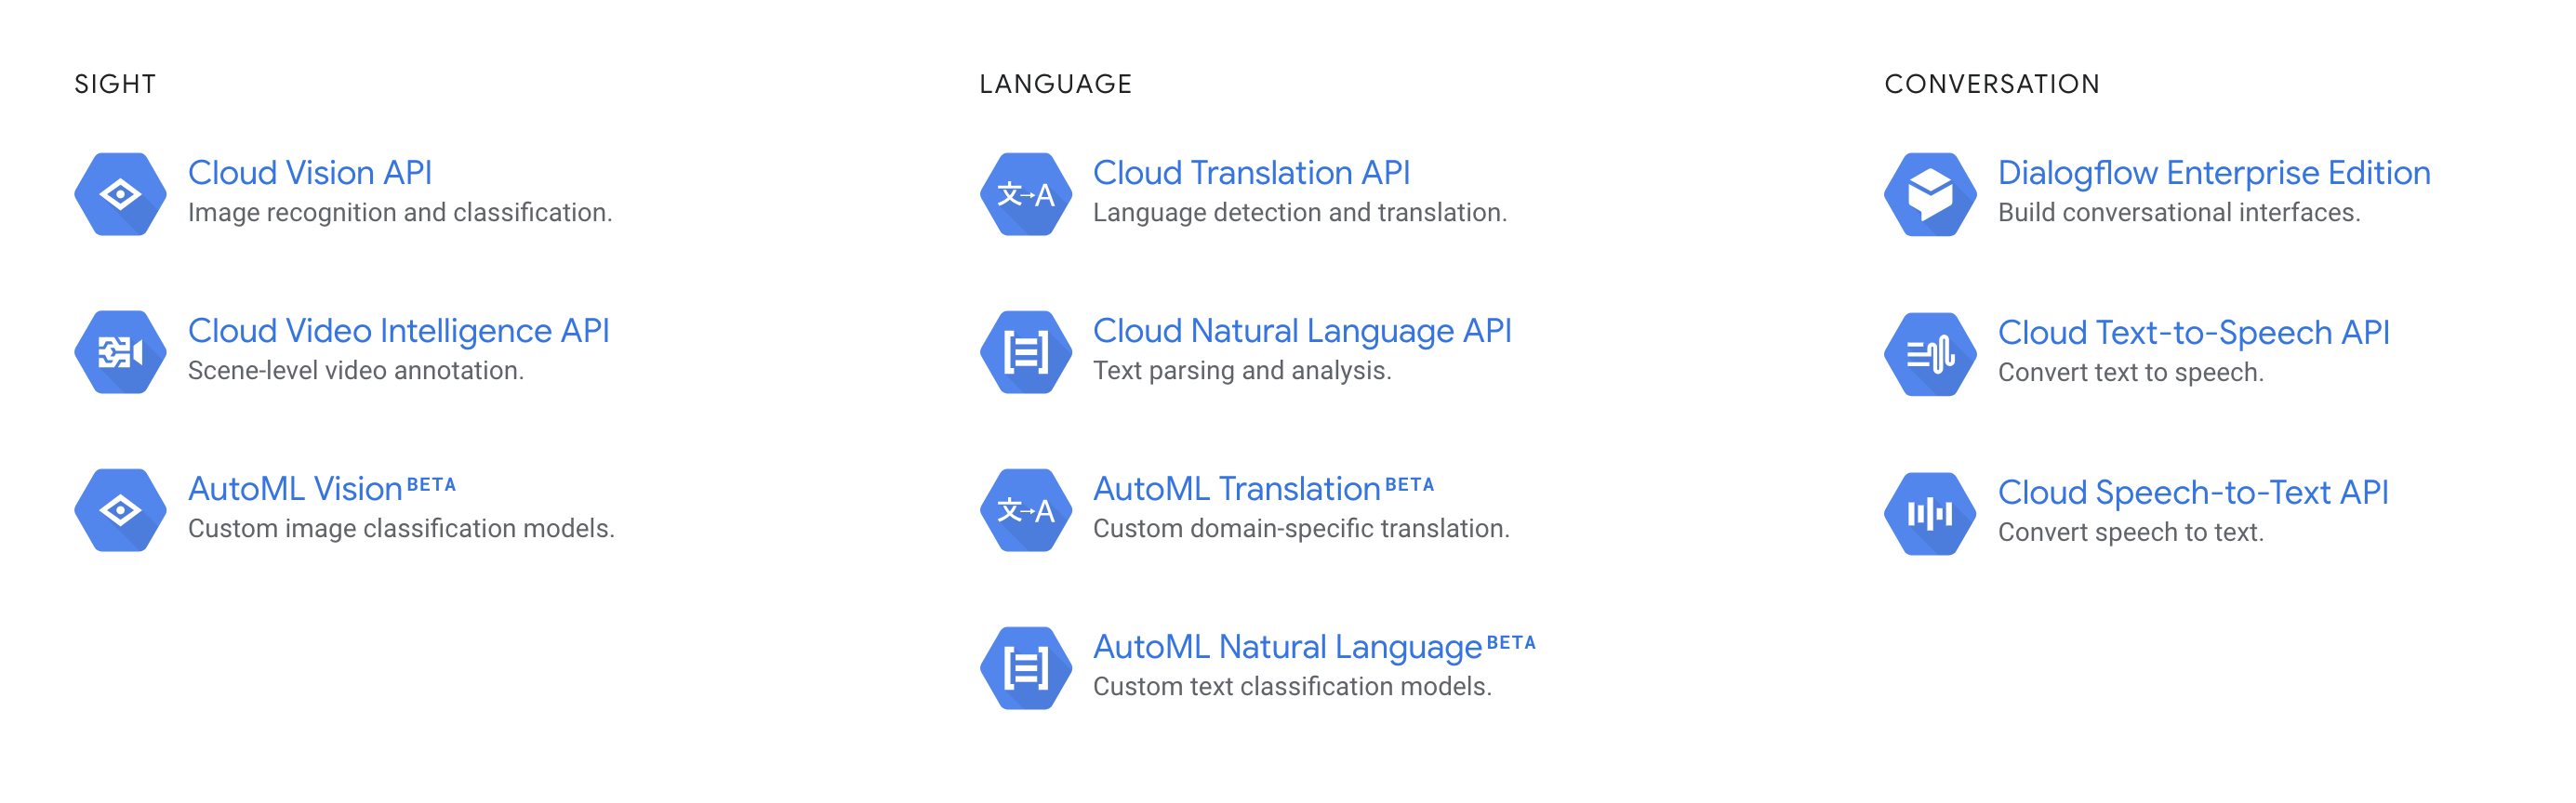 SIGHT
Cloud Vision API
Image recognition and classification.
Cloud Video Intelligence API
Scene-level video annotation.
AutoML Vision BETA
Custom image classification models.
LANGUAGE
文→A
Cloud Translation API
Language detection and translation.
Cloud Natural Language API
Text parsing and analysis.
文→A
AutoML Translation BETA
Custom domain-specific translation.
AutoML Natural Language BETA
Custom text classification models.
CONVERSATION
Dialogflow Enterprise Edition
Build conversational interfaces.
Cloud Text-to-Speech API
Convert text to speech.
Cloud Speech-to-Text API
Convert speech to text.